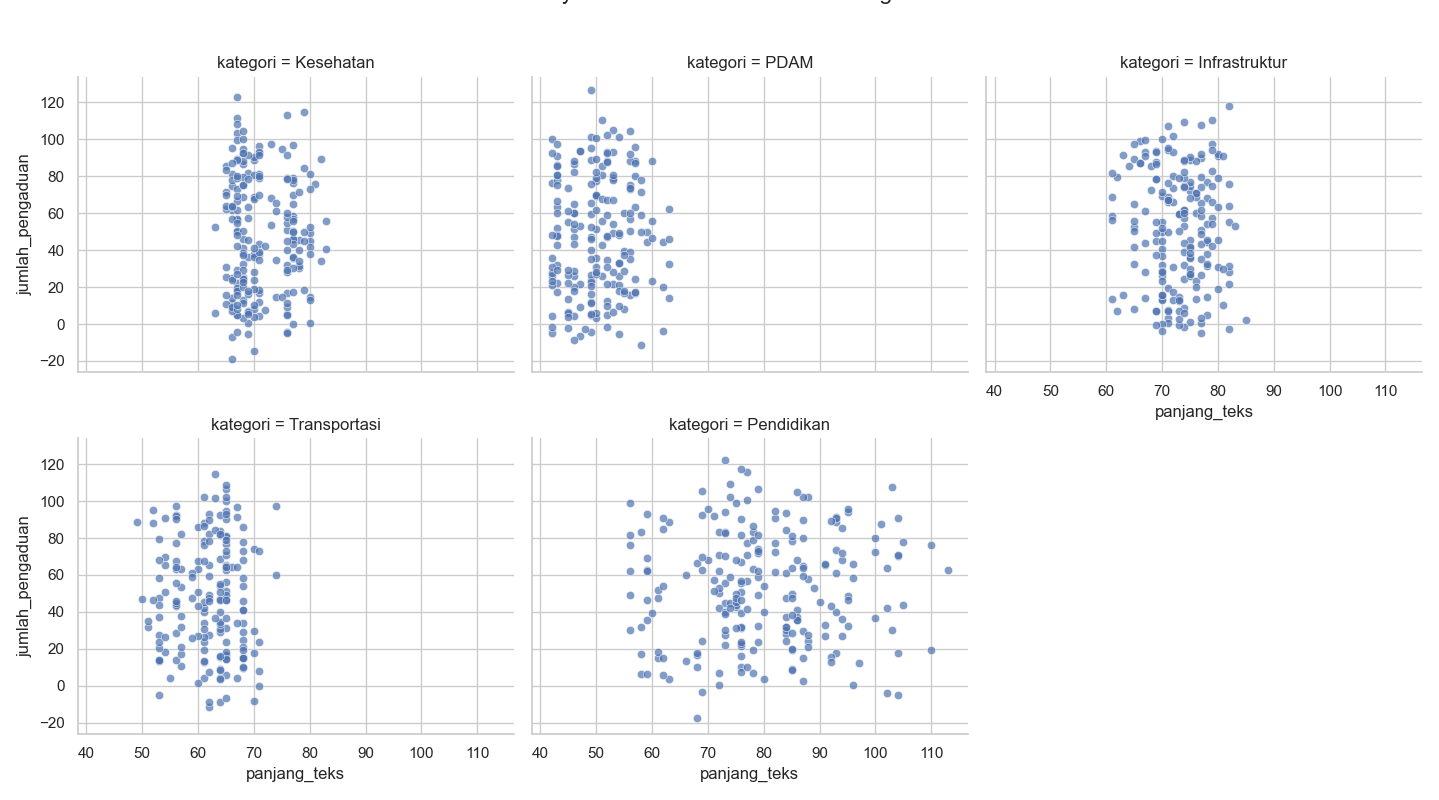 kategori = Kesehatan
kategori = PDAM
kategori = Infrastruktur
120
100
80
60
40
20
0
−20
jumlah_pengaduan
40 50 60 70 80 90 100 110
panjang_teks
kategori = Transportasi
kategori = Pendidikan
120
100
80
60
40
20
0
−20
jumlah_pengaduan
40 50 60 70 80 90 100 110
panjang_teks
40 50 60 70 80 90 100 110
panjang_teks